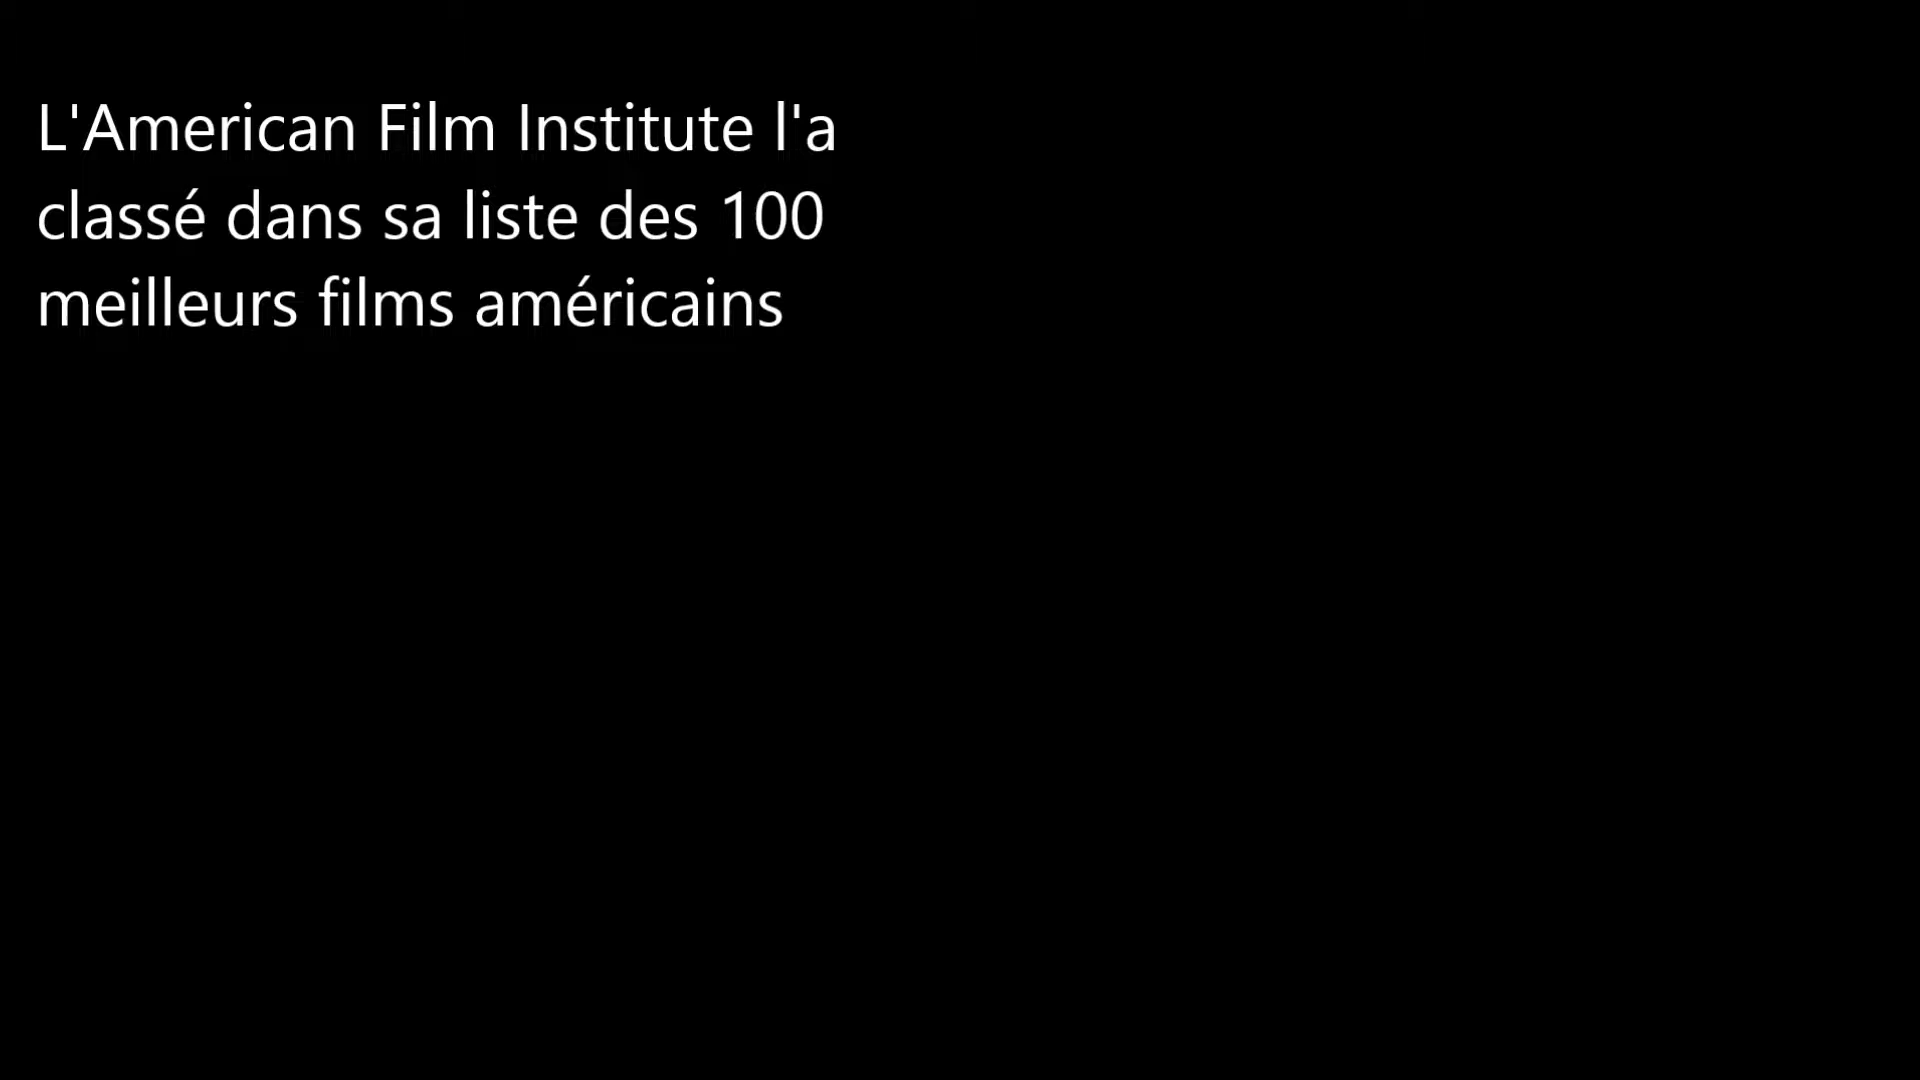 L'American Film Institute l'a
classé dans sa liste des 100
meilleurs films américains